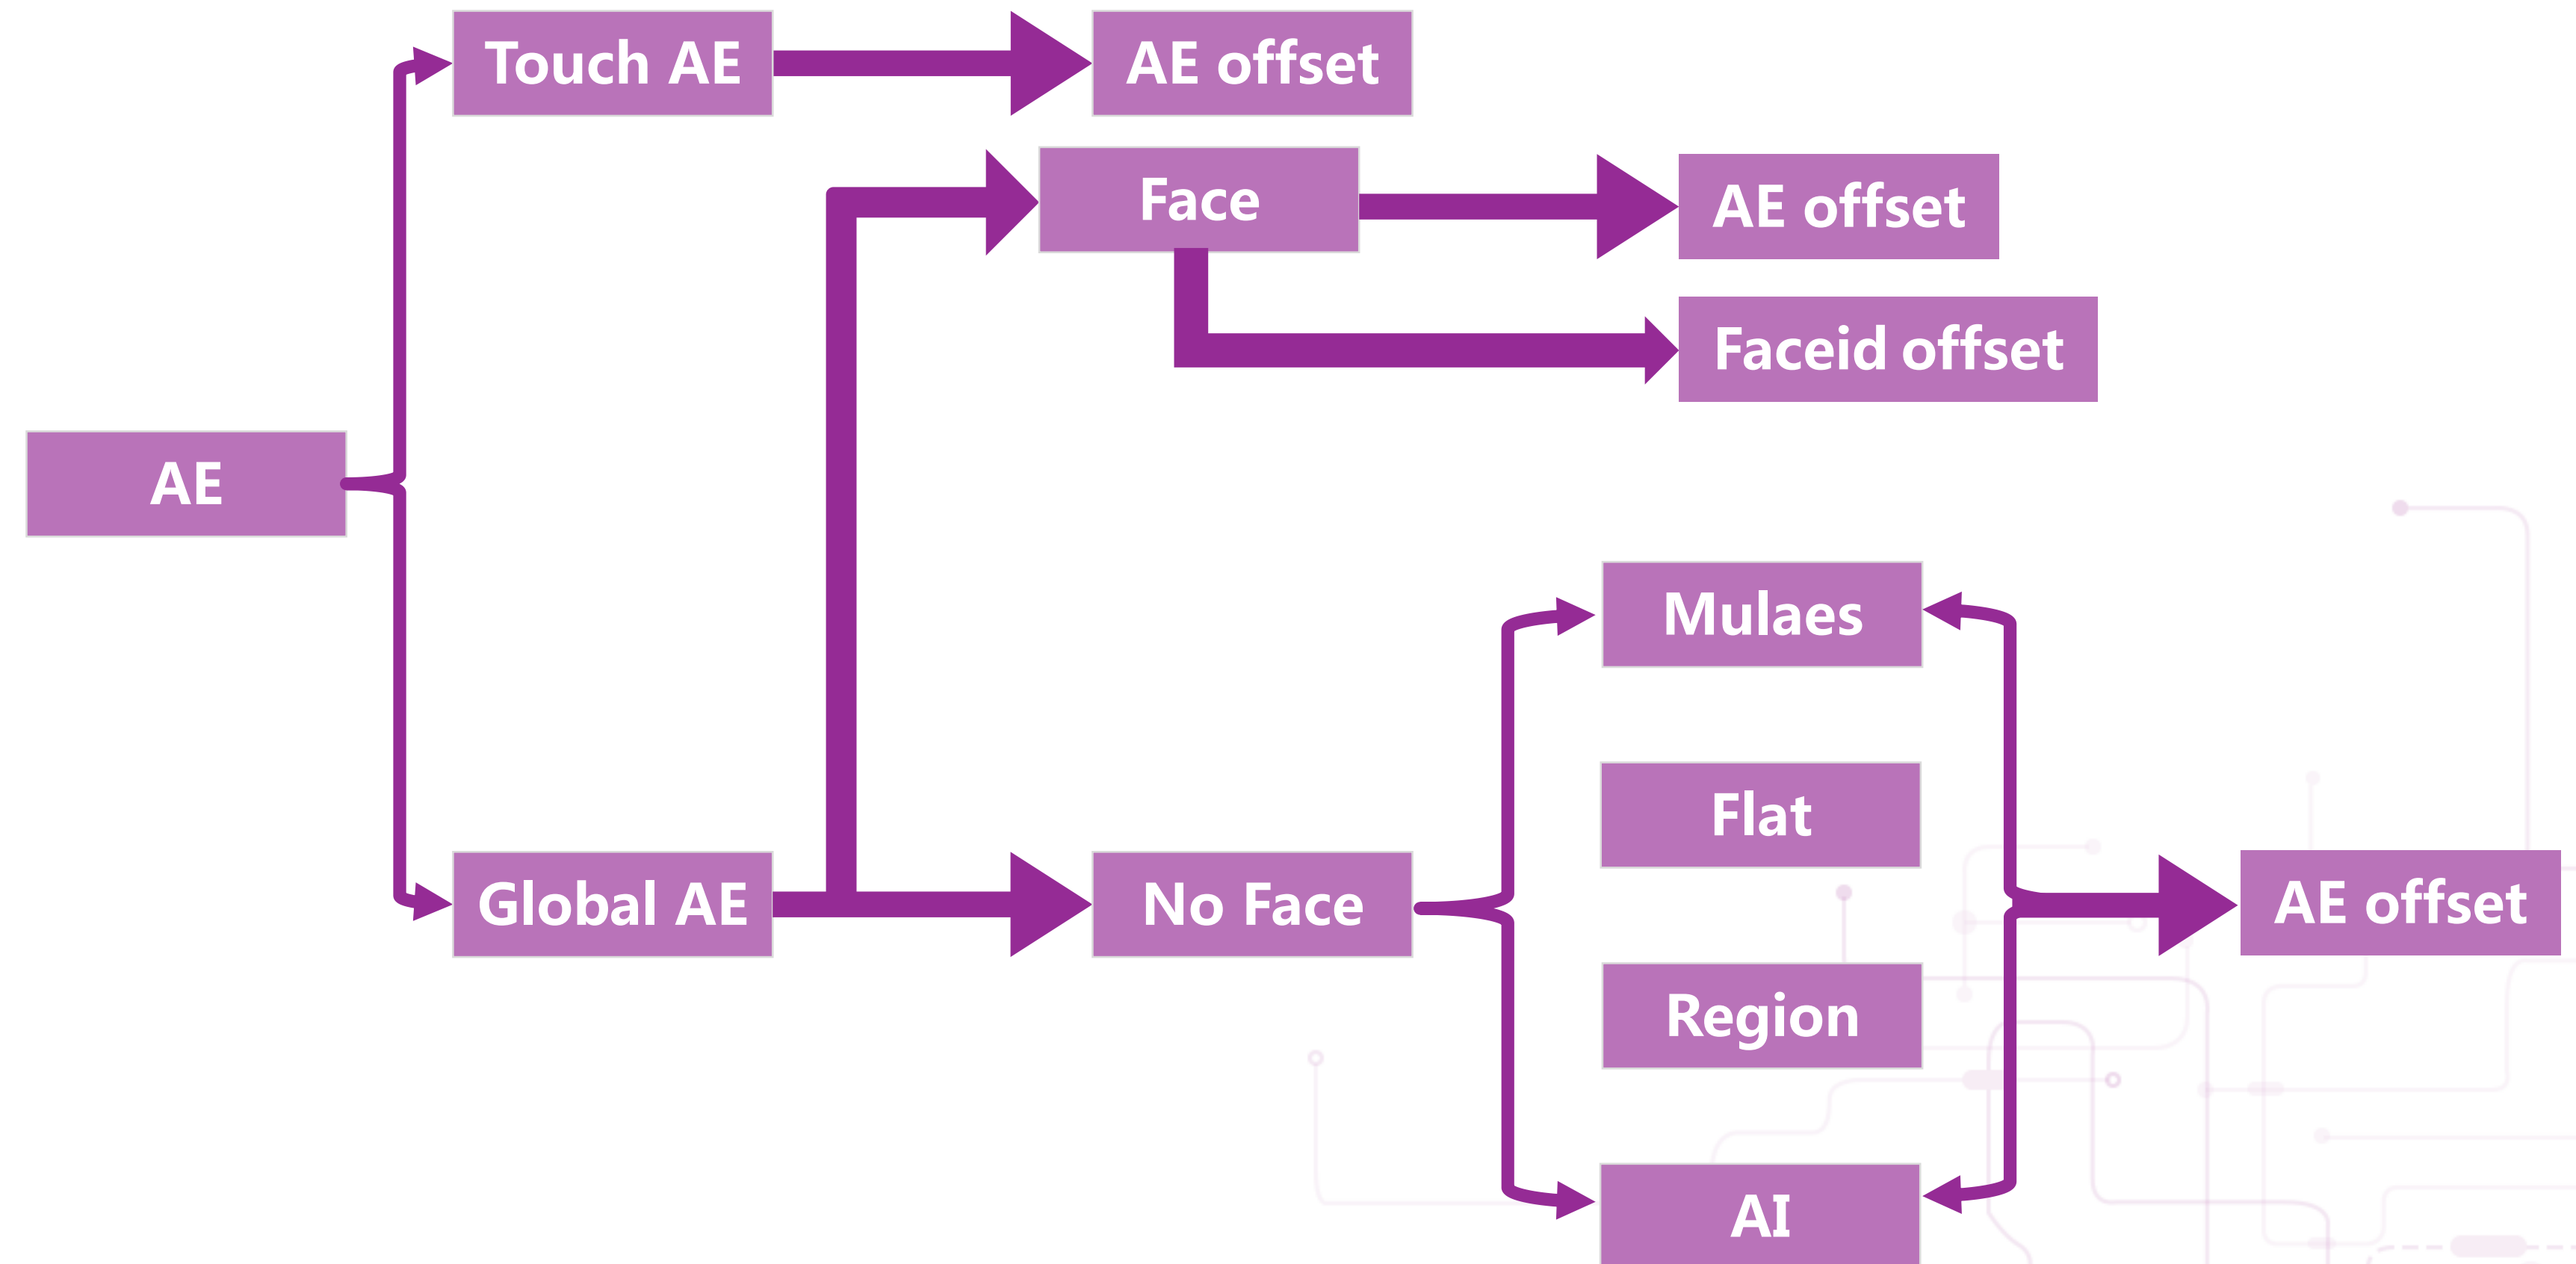 Touch AE
AE offset
Face
AE offset
Faceid offset
AE
Mulaes
Flat
Global AE
No Face
AE offset
Region
AI